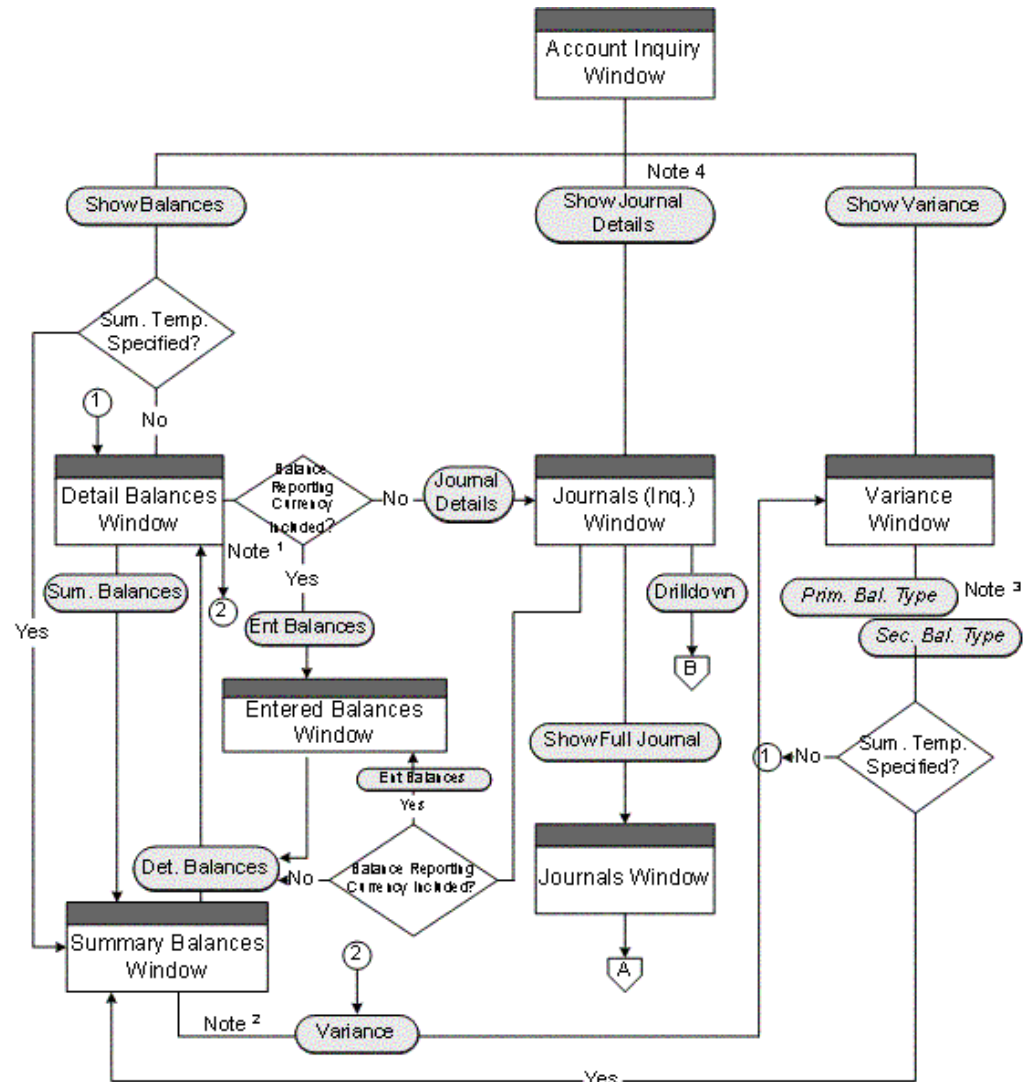 Account Inquiry
Window
Note 4
Show Balances
Show Journal
Details
Show Variance
Sum. Temp.
Specified?
1
No
Detail Balances
Window
Balance
Reporting
Currency
Included?
No
Journal
Details
Journals (Inq.)
Window
Variance
Window
Note 1
Yes
Sum. Balances
2
Ent Balances
Drilldown
Prim. Bal. Type
Note 3
Sec. Bal. Type
Yes
B
Entered Balances
Window
Show Full Journal
1
No
Sum. Temp.
Specified?
Ent Balances
Yes
Det. Balances
No
Balance Reporting
Currency Included?
Journals Window
Summary Balances
Window
2
A
Note 2
Variance
Yes